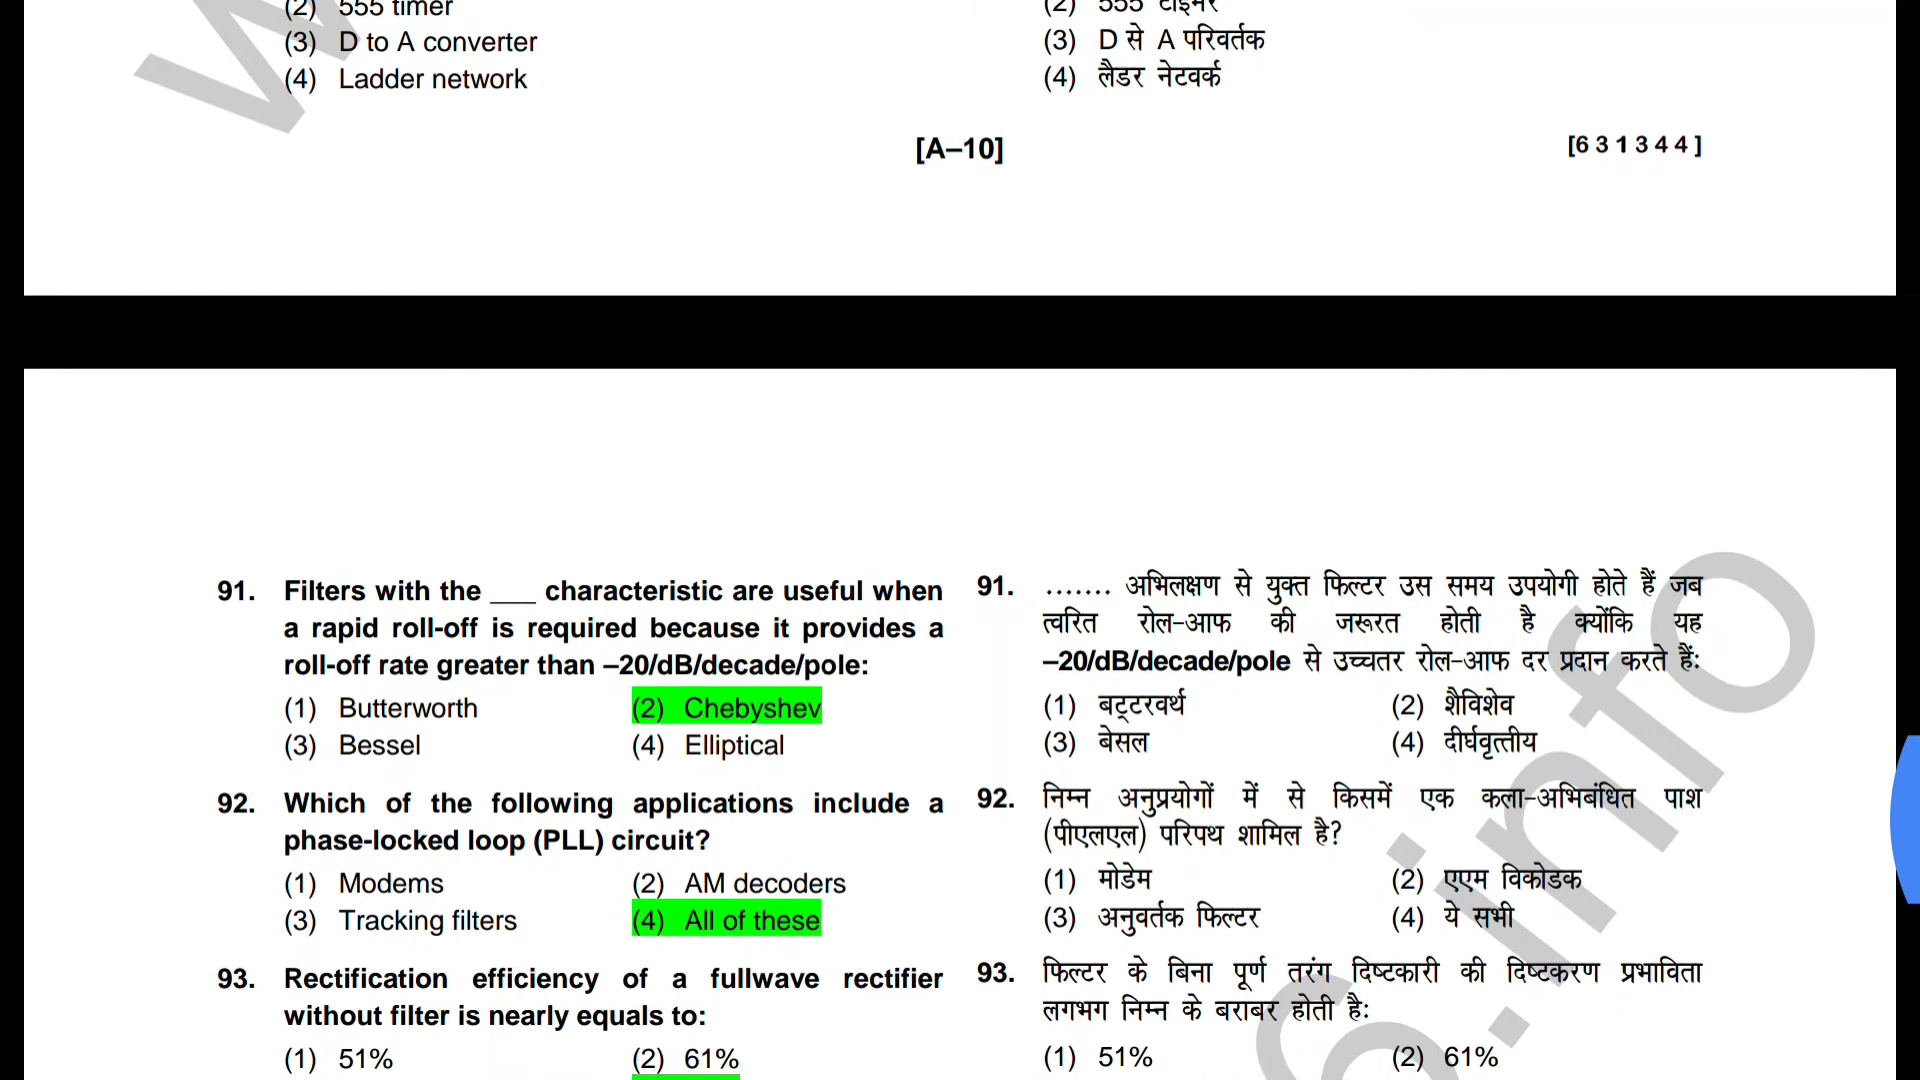 (2) 555 timer
(3) D to A converter
(4) Ladder network
(2) 555 टाइमर
(3) D से A परिवर्तक
(4) लैडर नेटवर्क
[A–10]
[6 3 1 3 4 4 ]
91. Filters with the ___ characteristic are useful when
a rapid roll-off is required because it provides a
roll-off rate greater than –20/dB/decade/pole:
(1) Butterworth (2) Chebyshev
(3) Bessel (4) Elliptical
92. Which of the following applications include a
phase-locked loop (PLL) circuit?
(1) Modems (2) AM decoders
(3) Tracking filters (4) All of these
93. Rectification efficiency of a fullwave rectifier
without filter is nearly equals to:
(1) 51% (2) 61%
91. ....... अभिलक्षण से युक्त फिल्टर उस समय उपयोगी होते हैं जब
त्वरित रोल-आफ की जरूरत होती है क्योंकि यह
–20/dB/decade/pole से उच्चतर रोल-आफ दर प्रदान करते हैं:
(1) बट्टरवर्थ (2) शैविशेव
(3) बेसल (4) दीर्घवृत्तीय
92. निम्न अनुप्रयोगों में से किसमें एक कला-अभिबंधित पाश
(पीएलएल) परिपथ शामिल है?
(1) मोडेम (2) एएम विकोडक
(3) अनुवर्तक फिल्टर (4) ये सभी
93. फिल्टर के बिना पूर्ण तरंग दिष्टकारी की दिष्टकरण प्रभाविता
लगभग निम्न के बराबर होती है:
(1) 51% (2) 61%
6.info